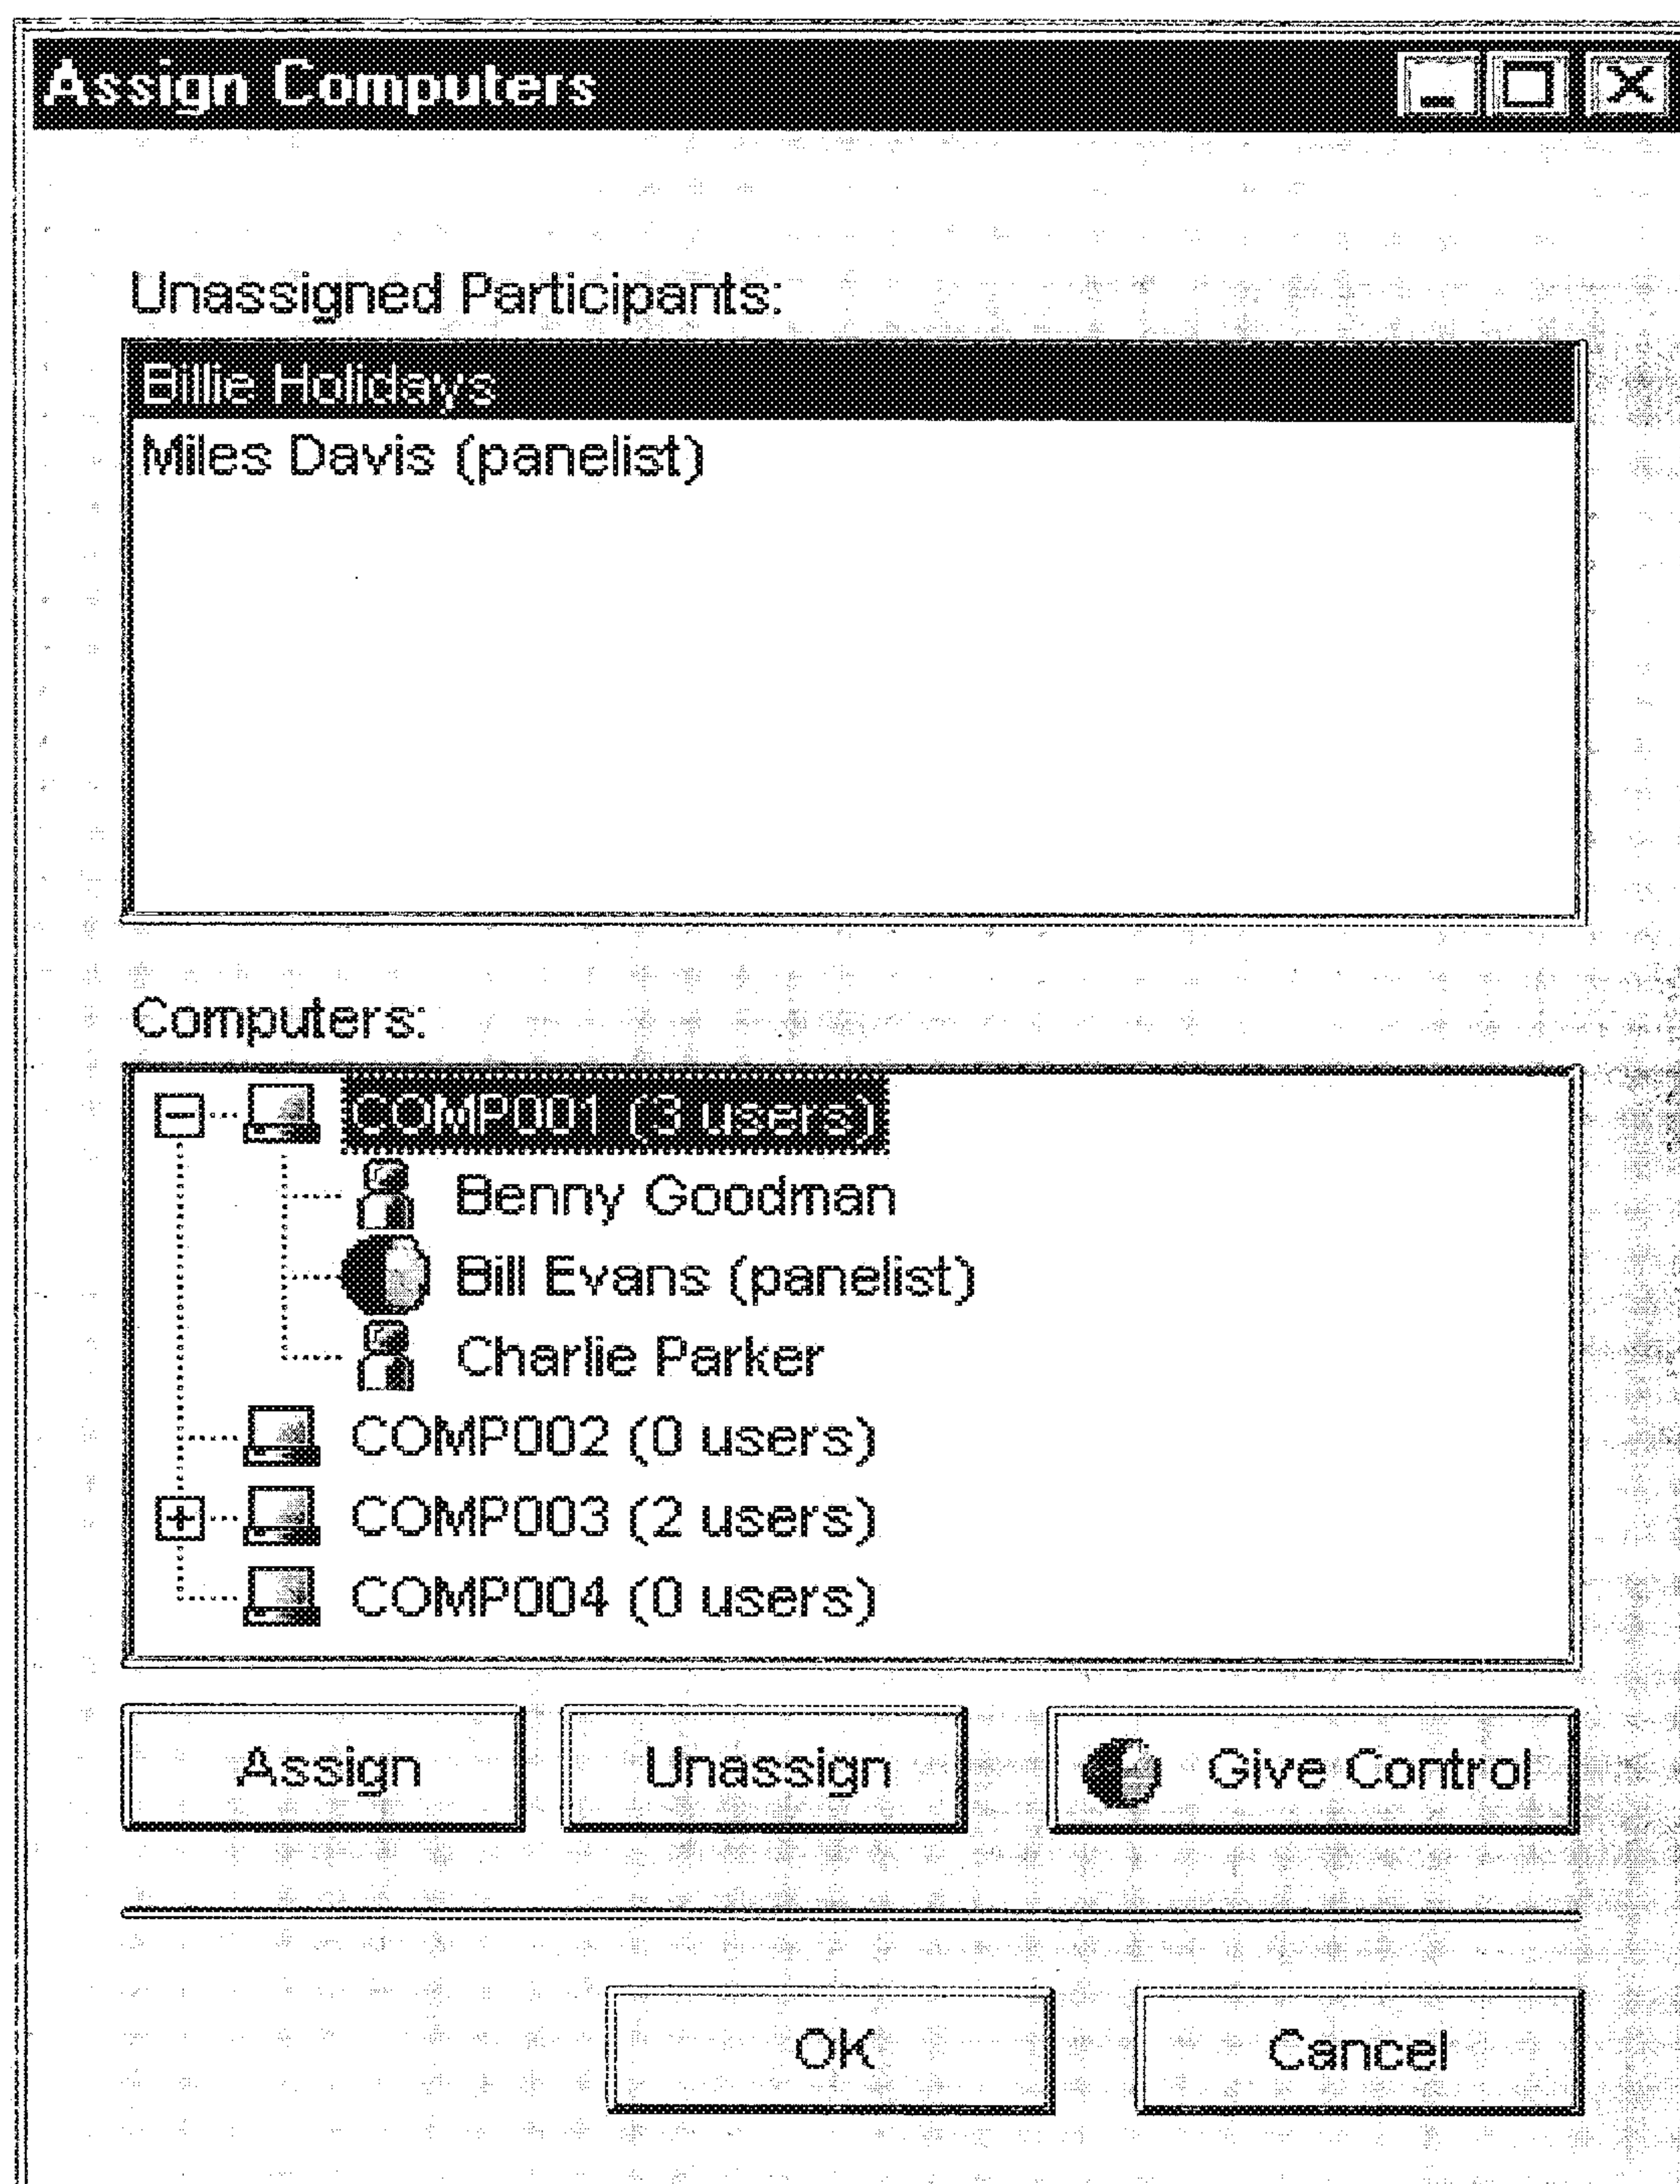 Assign Computers
Unassigned Participants:
Billie Holidays
Miles Davis (panelist)
Computers:
COMP001 (3 users)
Benny Goodman
Bill Evans (panelist)
Charlie Parker
COMP002 (0 users)
COMP003 (2 users)
COMP004 (0 users)
Assign Unassign Give Control
OK Cancel